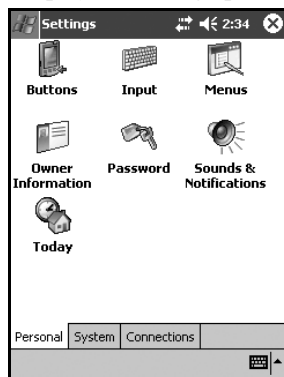 Settings 2:34
Buttons Input Menus
Owner Information Password Sounds & Notifications
Today
Personal System Connections